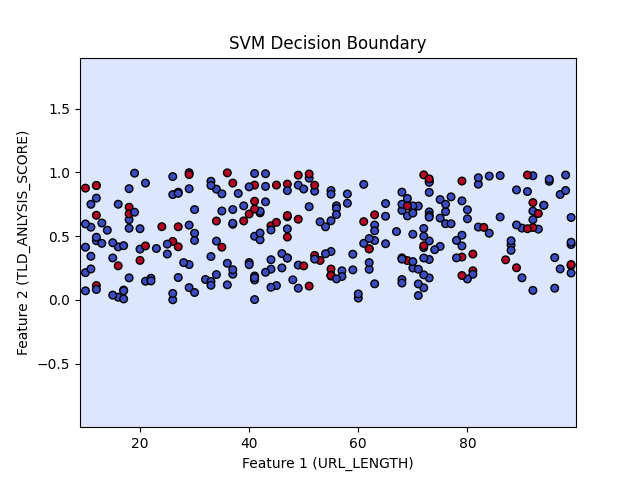 SVM Decision Boundary
Feature 2 (TLD_ANLYSIS_SCORE)
1.5
1.0
0.5
0.0
−0.5
20 40 60 80
Feature 1 (URL_LENGTH)